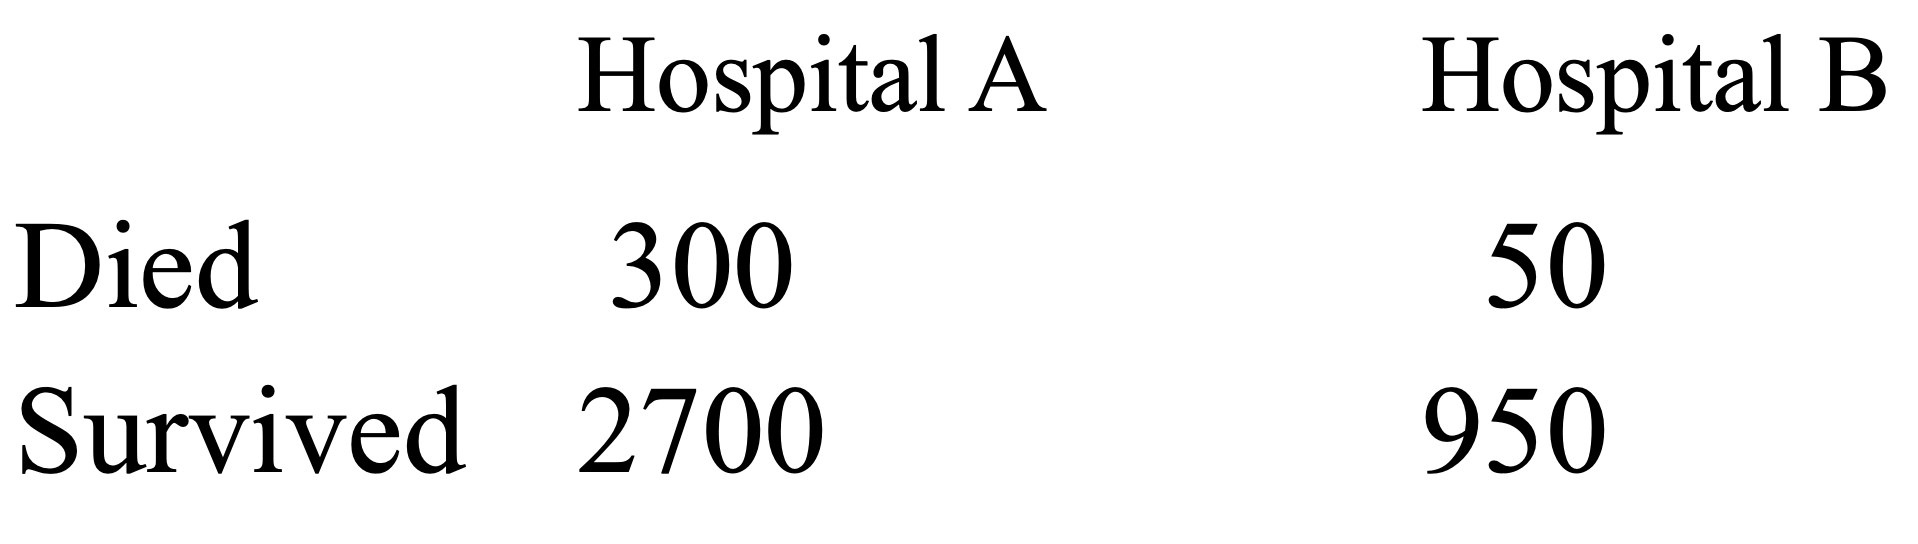 Hospital A Hospital B
Died 300 50
Survived 2700 950